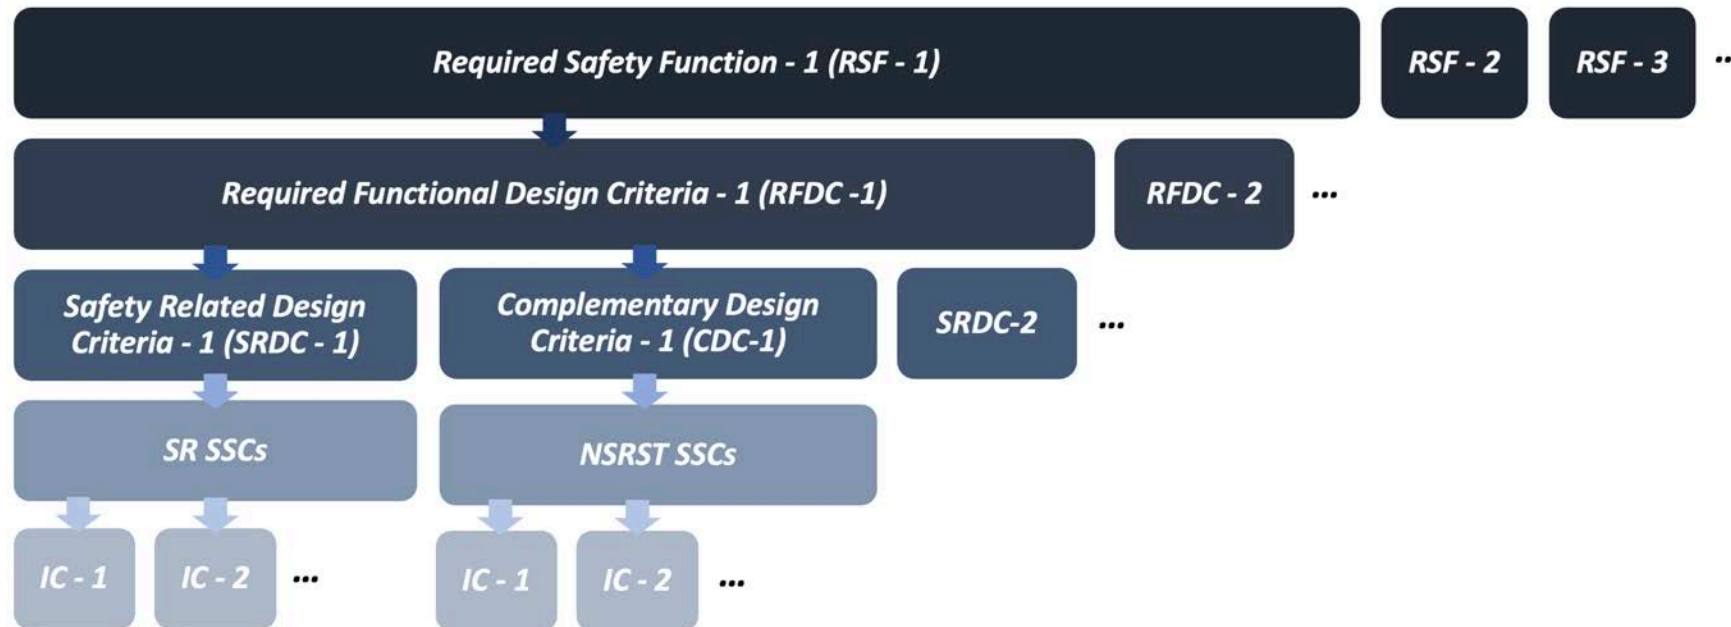 Required Safety Function - 1 (RSF - 1)
RSF - 2
RSF - 3
...
Required Functional Design Criteria - 1 (RFDC -1)
RFDC - 2
...
Safety Related Design
Criteria - 1 (SRDC - 1)
Complementary Design
Criteria - 1 (CDC-1)
SRDC-2
...
SR SSCs
NSRST SSCs
IC - 1
IC - 2
...
IC - 1
IC - 2
...